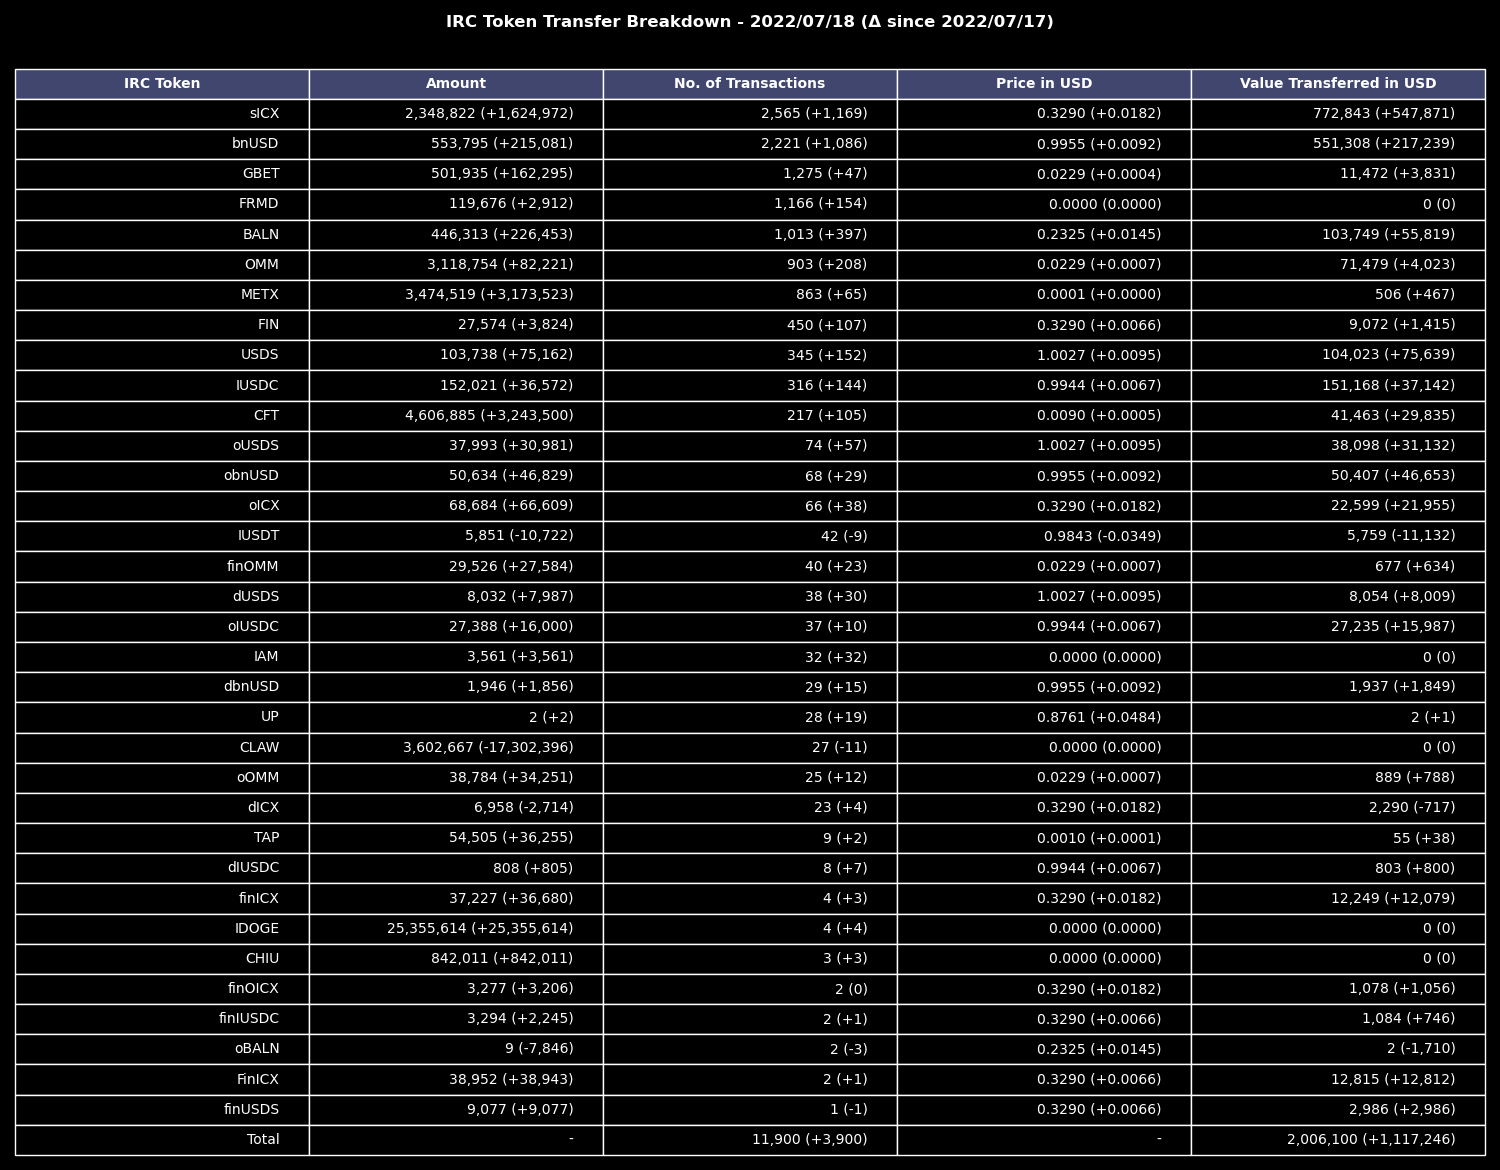 IRC Token Transfer Breakdown - 2022/07/18 (Δ since 2022/07/17)
IRC Token Amount No. of Transactions Price in USD Value Transferred in USD
sICX 2,348,822 (+1,624,972) 2,565 (+1,169) 0.3290 (+0.0182) 772,843 (+547,871)
bnUSD 553,795 (+215,081) 2,221 (+1,086) 0.9955 (+0.0092) 551,308 (+217,239)
GBET 501,935 (+162,295) 1,275 (+47) 0.0229 (+0.0004) 11,472 (+3,831)
FRMD 119,676 (+2,912) 1,166 (+154) 0.0000 (0.0000) 0 (0)
BALN 446,313 (+226,453) 1,013 (+397) 0.2325 (+0.0145) 103,749 (+55,819)
OMM 3,118,754 (+82,221) 903 (+208) 0.0229 (+0.0007) 71,479 (+4,023)
METX 3,474,519 (+3,173,523) 863 (+65) 0.0001 (+0.0000) 506 (+467)
FIN 27,574 (+3,824) 450 (+107) 0.3290 (+0.0066) 9,072 (+1,415)
USDS 103,738 (+75,162) 345 (+152) 1.0027 (+0.0095) 104,023 (+75,639)
IUSDC 152,021 (+36,572) 316 (+144) 0.9944 (+0.0067) 151,168 (+37,142)
CFT 4,606,885 (+3,243,500) 217 (+105) 0.0090 (+0.0005) 41,463 (+29,835)
oUSDS 37,993 (+30,981) 74 (+57) 1.0027 (+0.0095) 38,098 (+31,132)
obnUSD 50,634 (+46,829) 68 (+29) 0.9955 (+0.0092) 50,407 (+46,653)
oICX 68,684 (+66,609) 66 (+38) 0.3290 (+0.0182) 22,599 (+21,955)
IUSDT 5,851 (-10,722) 42 (-9) 0.9843 (-0.0349) 5,759 (-11,132)
finOMM 29,526 (+27,584) 40 (+23) 0.0229 (+0.0007) 677 (+634)
dUSDS 8,032 (+7,987) 38 (+30) 1.0027 (+0.0095) 8,054 (+8,009)
oIUSDC 27,388 (+16,000) 37 (+10) 0.9944 (+0.0067) 27,235 (+15,987)
IAM 3,561 (+3,561) 32 (+32) 0.0000 (0.0000) 0 (0)
dbnUSD 1,946 (+1,856) 29 (+15) 0.9955 (+0.0092) 1,937 (+1,849)
UP 2 (+2) 28 (+19) 0.8761 (+0.0484) 2 (+1)
CLAW 3,602,667 (-17,302,396) 27 (-11) 0.0000 (0.0000) 0 (0)
oOMM 38,784 (+34,251) 25 (+12) 0.0229 (+0.0007) 889 (+788)
dICX 6,958 (-2,714) 23 (+4) 0.3290 (+0.0182) 2,290 (-717)
TAP 54,505 (+36,255) 9 (+2) 0.0010 (+0.0001) 55 (+38)
dIUSDC 808 (+805) 8 (+7) 0.9944 (+0.0067) 803 (+800)
finICX 37,227 (+36,680) 4 (+3) 0.3290 (+0.0182) 12,249 (+12,079)
IDOGE 25,355,614 (+25,355,614) 4 (+4) 0.0000 (0.0000) 0 (0)
CHIU 842,011 (+842,011) 3 (+3) 0.0000 (0.0000) 0 (0)
finOICX 3,277 (+3,206) 2 (0) 0.3290 (+0.0182) 1,078 (+1,056)
finIUSDC 3,294 (+2,245) 2 (+1) 0.3290 (+0.0066) 1,084 (+746)
oBALN 9 (-7,846) 2 (-3) 0.2325 (+0.0145) 2 (-1,710)
FinICX 38,952 (+38,943) 2 (+1) 0.3290 (+0.0066) 12,815 (+12,812)
finUSDS 9,077 (+9,077) 1 (-1) 0.3290 (+0.0066) 2,986 (+2,986)
Total - 11,900 (+3,900) - 2,006,100 (+1,117,246)